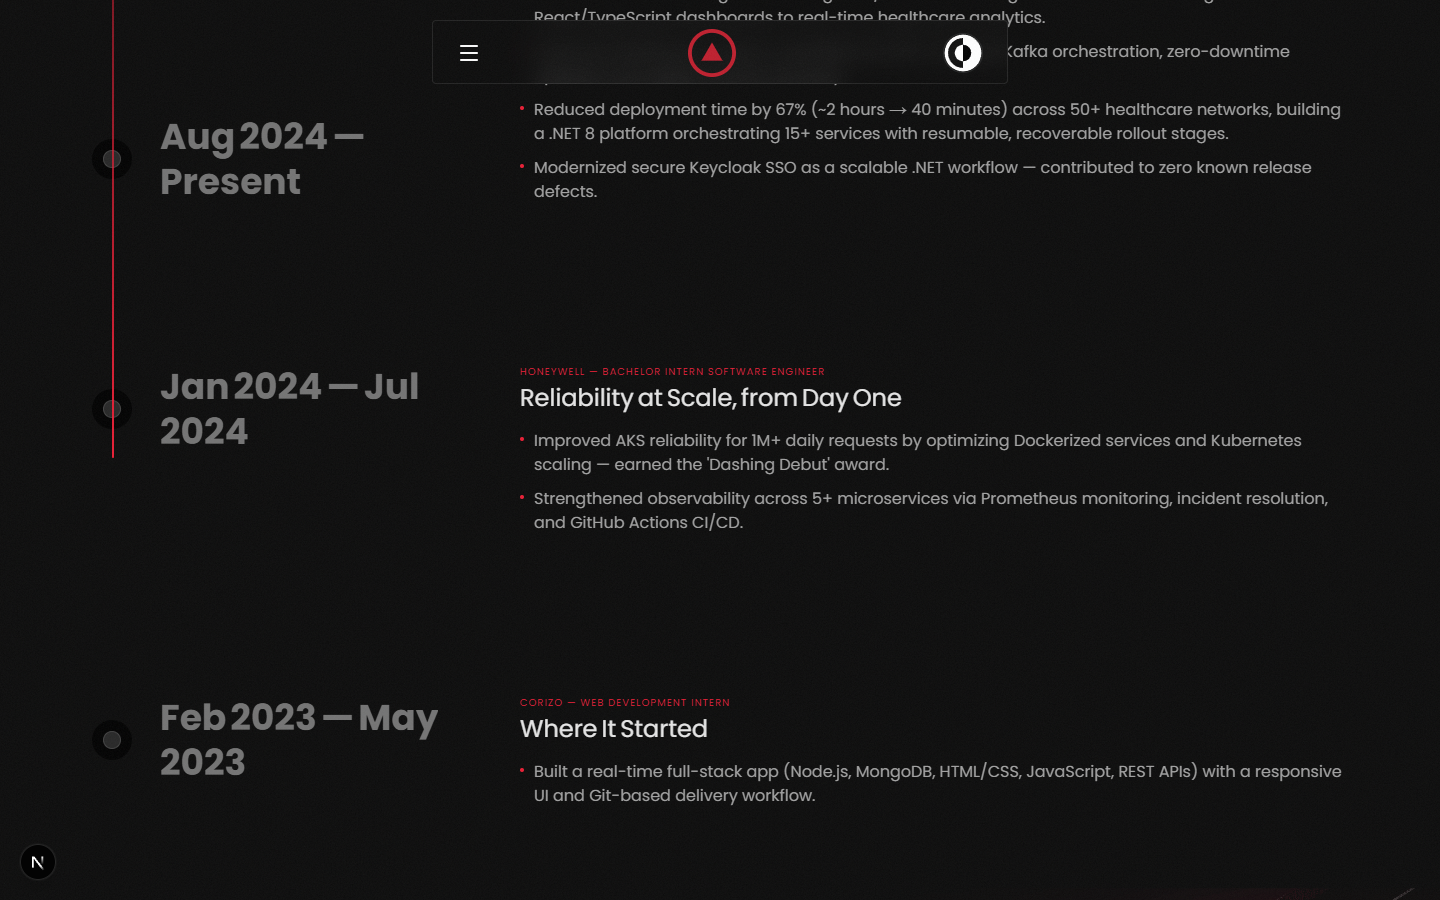 React/TypeScript dashboards to real-time healthcare analytics.
Kafka orchestration, zero-downtime
Aug 2024 —
Present
• Reduced deployment time by 67% (~2 hours → 40 minutes) across 50+ healthcare networks, building
a .NET 8 platform orchestrating 15+ services with resumable, recoverable rollout stages.
• Modernized secure Keycloak SSO as a scalable .NET workflow — contributed to zero known release
defects.
Jan 2024 — Jul
2024
HONEYWELL — BACHELOR INTERN SOFTWARE ENGINEER
Reliability at Scale, from Day One
• Improved AKS reliability for 1M+ daily requests by optimizing Dockerized services and Kubernetes
scaling — earned the 'Dashing Debut' award.
• Strengthened observability across 5+ microservices via Prometheus monitoring, incident resolution,
and GitHub Actions CI/CD.
Feb 2023 — May
2023
CORIZO — WEB DEVELOPMENT INTERN
Where It Started
• Built a real-time full-stack app (Node.js, MongoDB, HTML/CSS, JavaScript, REST APIs) with a responsive
UI and Git-based delivery workflow.
N